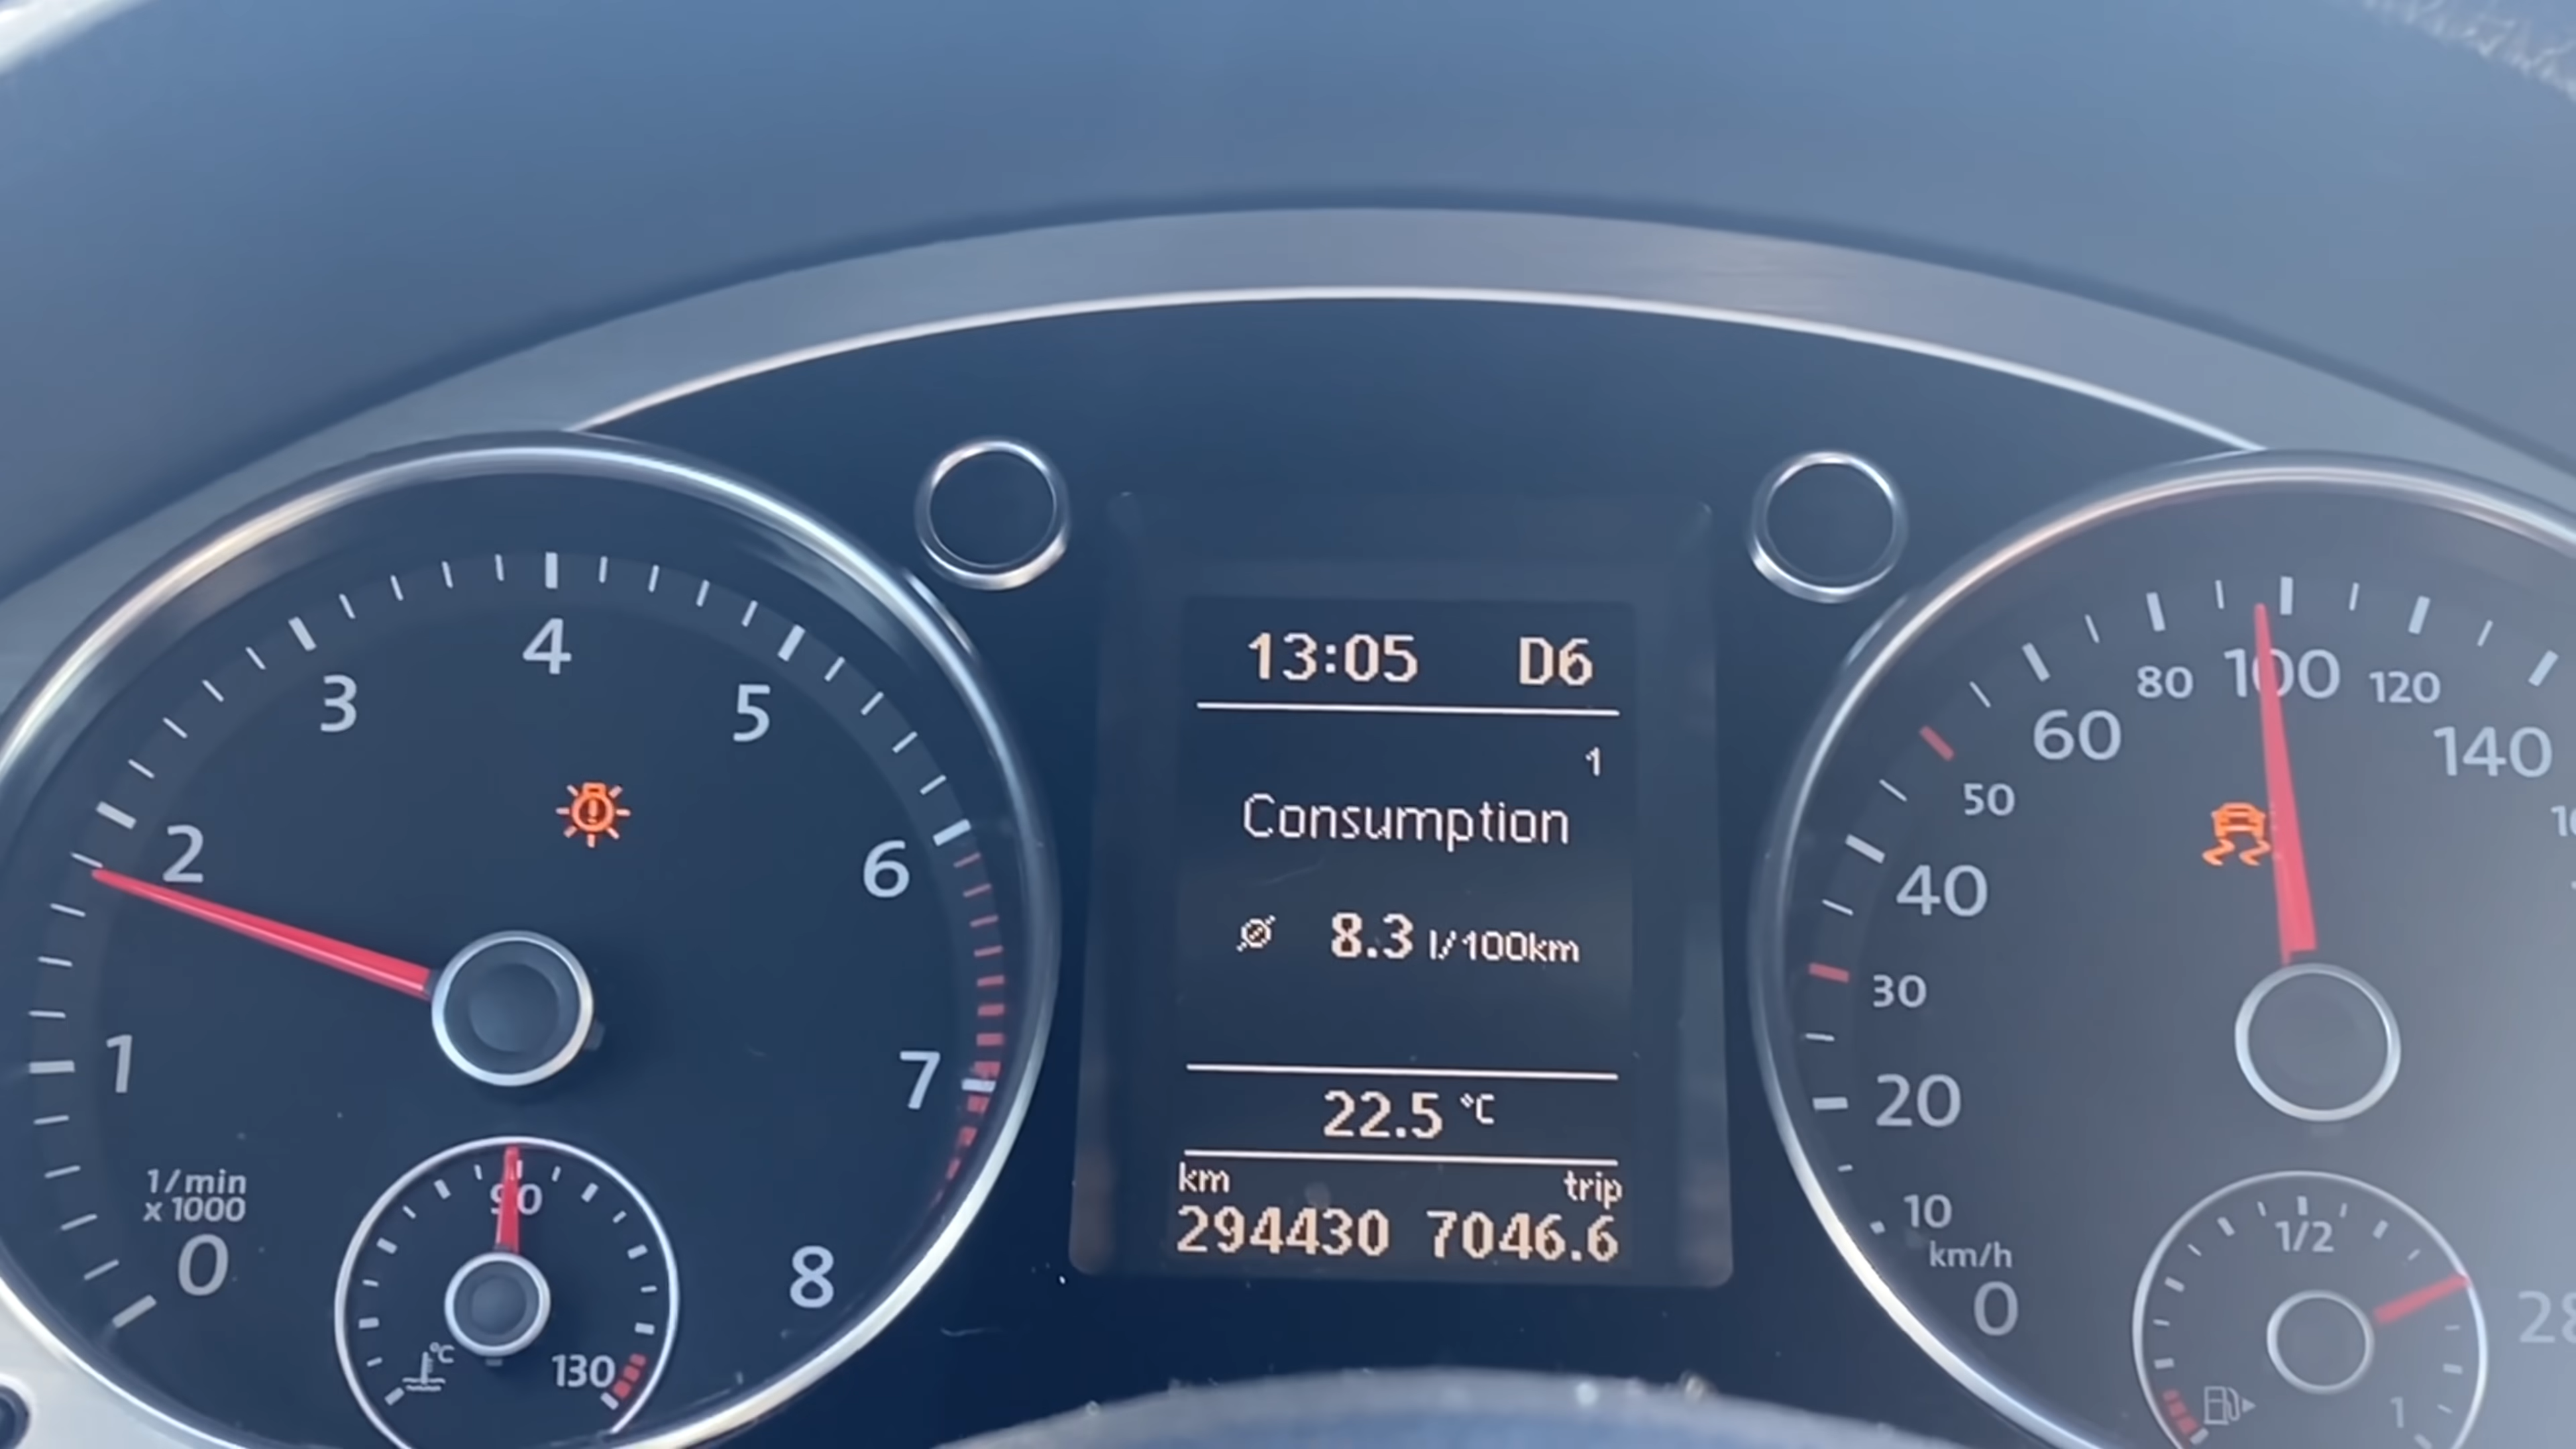 13:05 D6
1
Consumption
8.3 l/100km
22.5 °C
km trip
294430 7046.6
0
1
2
3
4
5
6
7
8
1/min
x 1000
90
130
°C
0
km/h
10
20
30
40
50
60
80
100
120
140
1/2
1